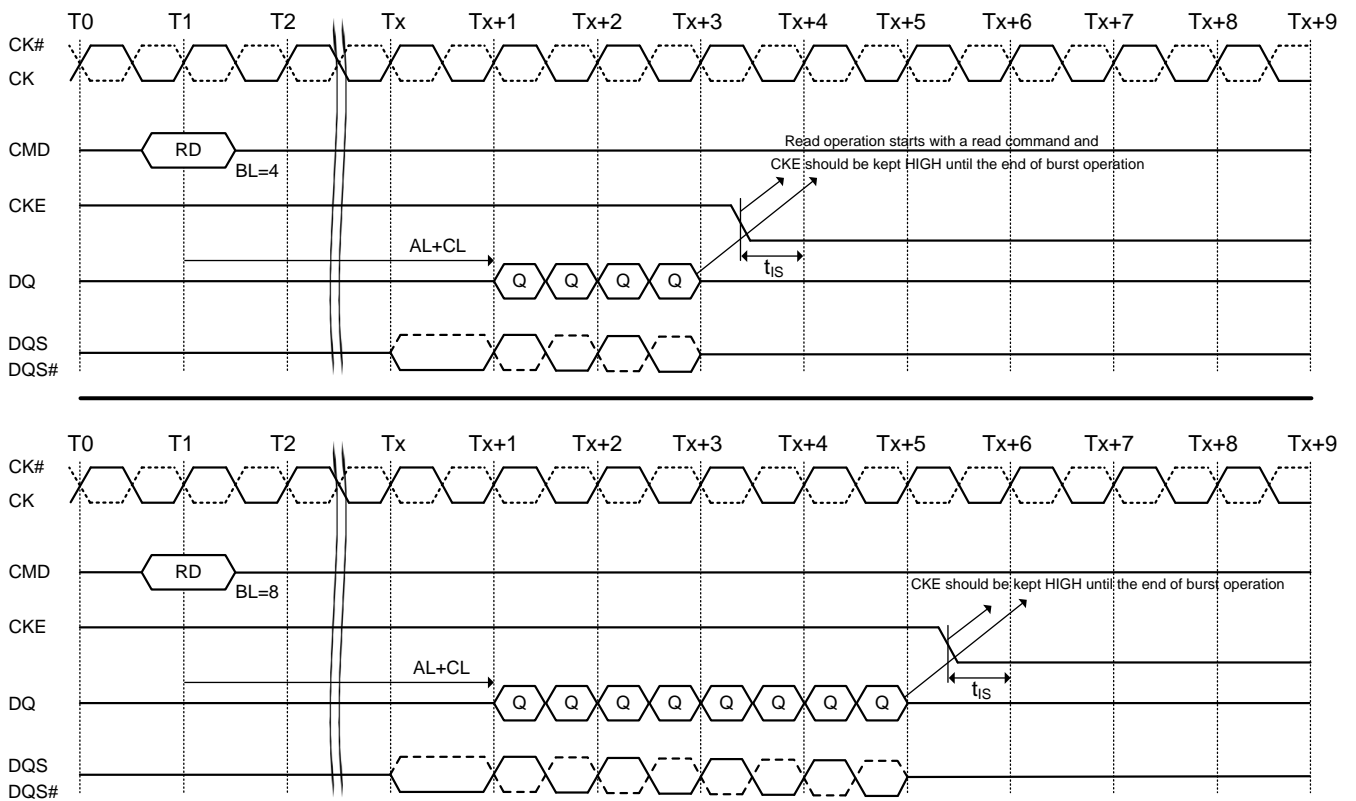 T0 T1 T2 Tx Tx+1 Tx+2 Tx+3 Tx+4 Tx+5 Tx+6 Tx+7 Tx+8 Tx+9
CK#
CK
CMD RD
BL=4
Read operation starts with a read command and
CKE should be kept HIGH until the end of burst operation
CKE
AL+CL
tIS
DQ Q Q Q Q
DQS
DQS#
T0 T1 T2 Tx Tx+1 Tx+2 Tx+3 Tx+4 Tx+5 Tx+6 Tx+7 Tx+8 Tx+9
CK#
CK
CMD RD
BL=8
CKE should be kept HIGH until the end of burst operation
CKE
AL+CL
tIS
DQ Q Q Q Q Q Q Q Q
DQS
DQS#